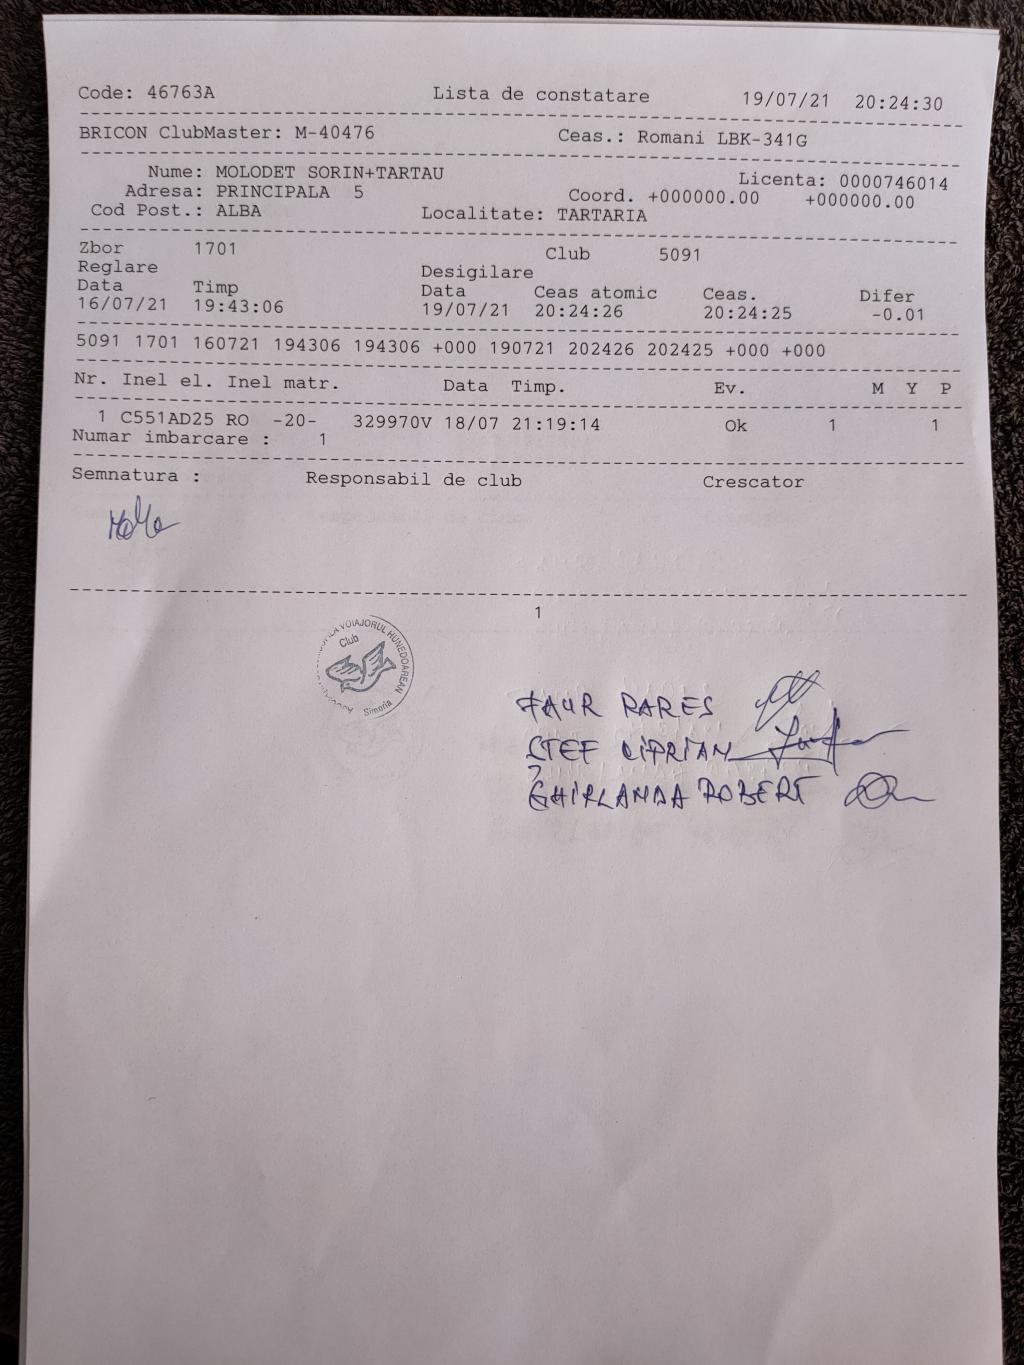 Code: 46763A Lista de constatare 19/07/21 20:24:30
BRICON ClubMaster: M-40476 Ceas.: Romani LBK-341G
Nume: MOLODET SORIN+TARTAU Licenta: 0000746014
Adresa: PRINCIPALA 5 Coord. +000000.00 +000000.00
Cod Post.: ALBA Localitate: TARTARIA
Zbor 1701 Club 5091
Reglare Desigilare
Data Timp Data Ceas atomic Ceas. Difer
16/07/21 19:43:06 19/07/21 20:24:26 20:24:25 -0.01
5091 1701 160721 194306 194306 +000 190721 202426 202425 +000 +000
Nr. Inel el. Inel matr. Data Timp. Ev. M Y P
1 C551AD25 RO -20- 329970V 18/07 21:19:14 Ok 1 1
Numar imbarcare : 1
Semnatura : Responsabil de club Crescator
1
VOIAJORUL HUNEDOAREAN
Club
Simeria
FAUR RARES
STEF CIPRIAN
GHIRLANDA ROBERT